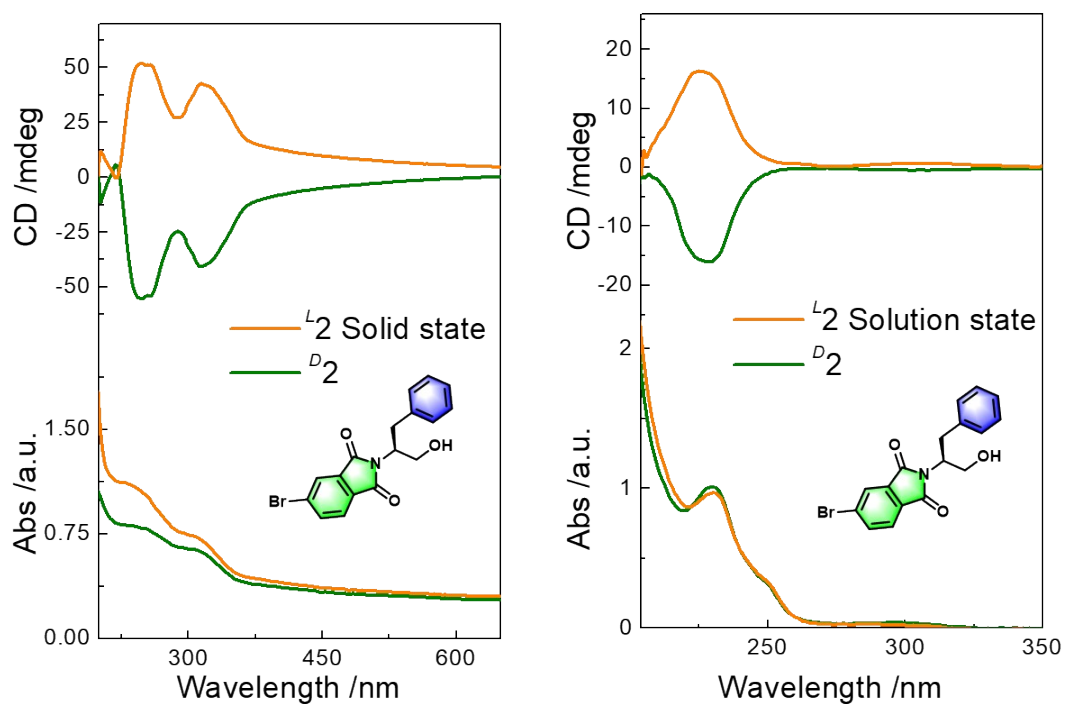 50
25
0
-25
-50
CD /mdeg
ᴸ2 Solid state
ᴰ2
O
N
OH
O
Br
1.50
0.75
0.00
Abs /a.u.
300
450
600
Wavelength /nm
20
10
0
-10
-20
CD /mdeg
ᴸ2 Solution state
ᴰ2
O
N
OH
O
Br
2
1
0
Abs /a.u.
250
300
350
Wavelength /nm